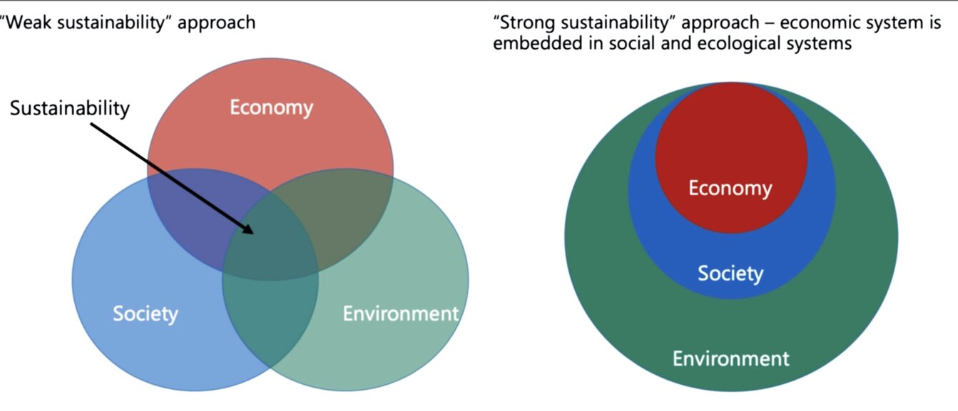 “Weak sustainability” approach
Sustainability
Economy
Society
Environment
“Strong sustainability” approach – economic system is
embedded in social and ecological systems
Economy
Society
Environment